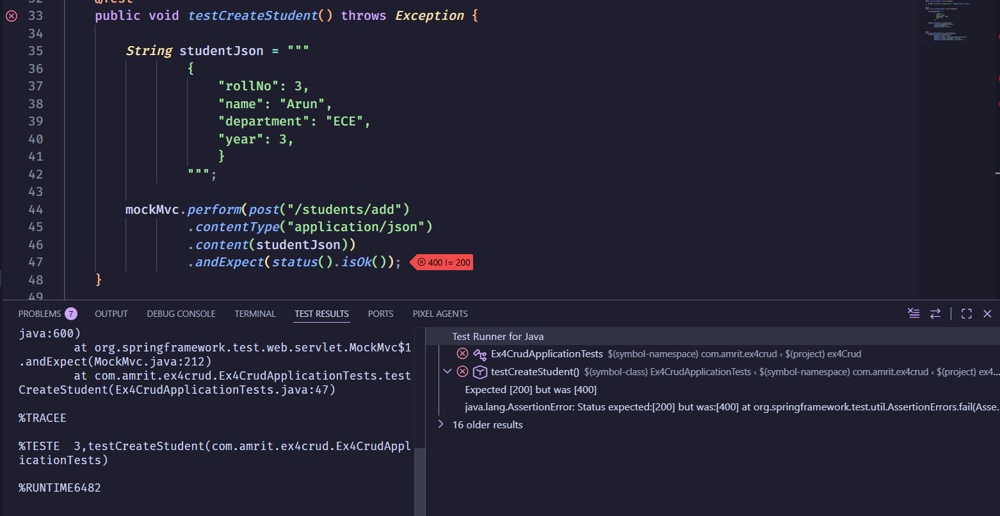 32 @Test
33 public void testCreateStudent() throws Exception {
34
35 String studentJson = """
36 {
37 "rollNo": 3,
38 "name": "Arun",
39 "department": "ECE",
40 "year": 3,
41 }
42 """;
43
44 mockMvc.perform(post("/students/add")
45 .contentType("application/json")
46 .content(studentJson))
47 .andExpect(status().isOk()); 400 != 200
48 }
49
PROBLEMS 7 OUTPUT DEBUG CONSOLE TERMINAL TEST RESULTS PORTS PIXEL AGENTS
java:600)
at org.springframework.test.web.servlet.MockMvc$1
.andExpect(MockMvc.java:212)
at com.amrit.ex4crud.Ex4CrudApplicationTests.test
CreateStudent(Ex4CrudApplicationTests.java:47)
%TRACEE
%TESTE 3,testCreateStudent(com.amrit.ex4crud.Ex4CrudAppl
icationTests)
%RUNTIME6482
Test Runner for Java
Ex4CrudApplicationTests $(symbol-namespace) com.amrit.ex4crud ‹ $(project) ex4Crud
testCreateStudent() $(symbol-class) Ex4CrudApplicationTests ‹ $(symbol-namespace) com.amrit.ex4crud ‹ $(project) ex4...
Expected [200] but was [400]
java.lang.AssertionError: Status expected:[200] but was:[400] at org.springframework.test.util.AssertionErrors.fail(Asse...
16 older results